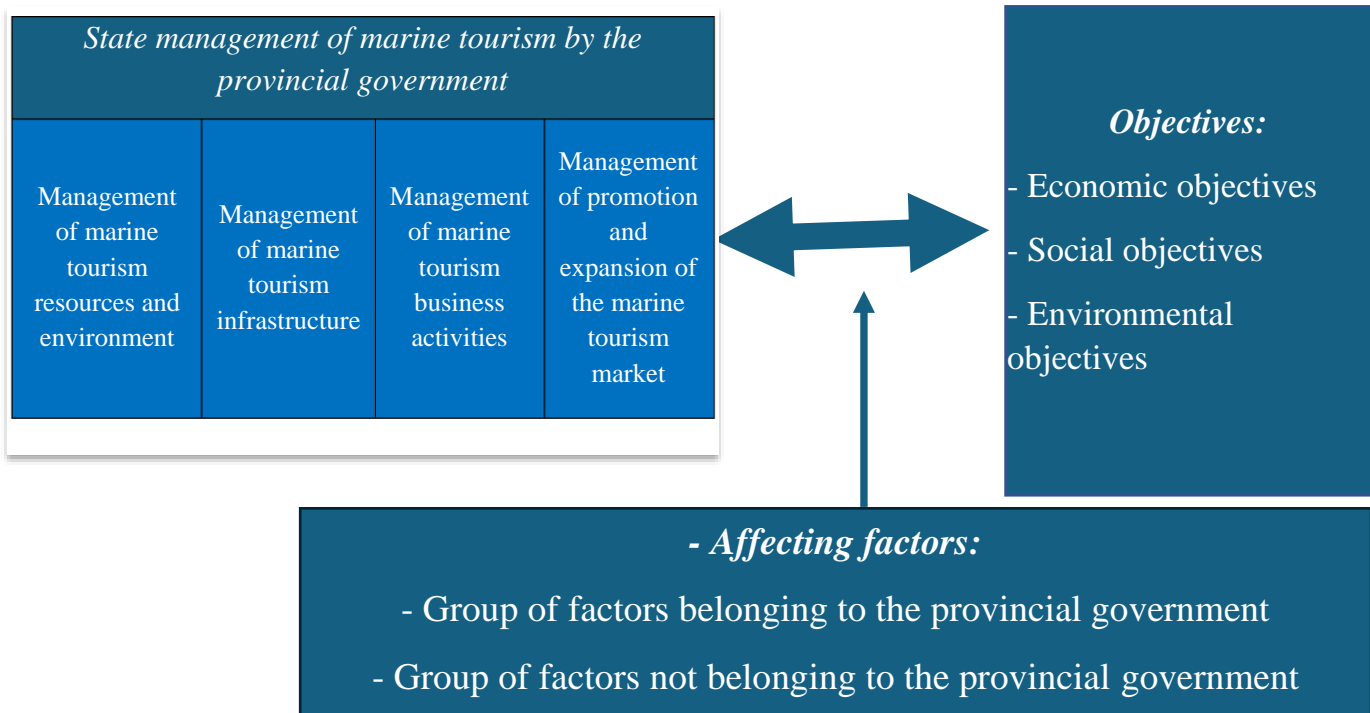 State management of marine tourism by the
provincial government
Management
of marine
tourism
resources and
environment
Management
of marine
tourism
infrastructure
Management
of marine
tourism
business
activities
Management
of promotion
and
expansion of
the marine
tourism
market
Objectives:
- Economic objectives
- Social objectives
- Environmental
objectives
- Affecting factors:
- Group of factors belonging to the provincial government
- Group of factors not belonging to the provincial government